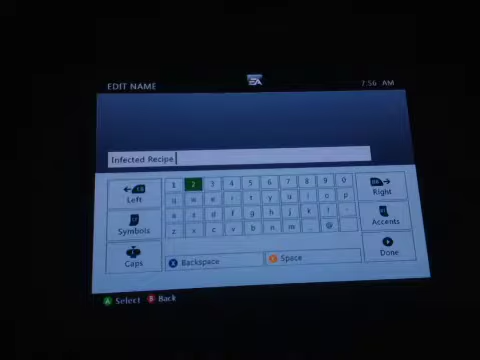 EDIT NAME
EA
7:56 AM
Infected Recipe
Left
1 2 3 4 5 6 7 8 9 0
Right
Symbols
Accents
Caps
Backspace
Space
Done
A Select B Back